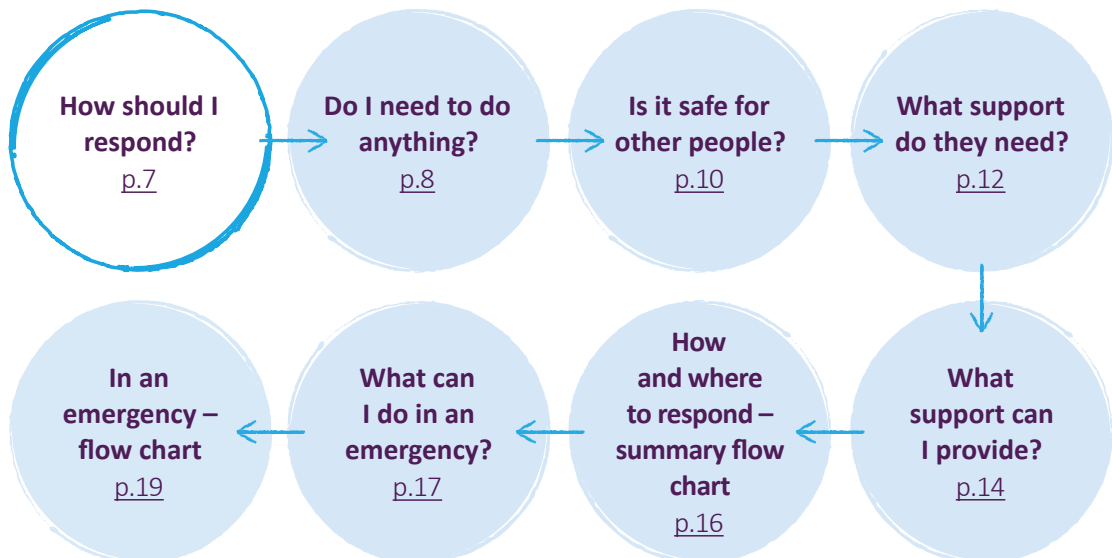 How should I
respond?
p.7
Do I need to do
anything?
p.8
Is it safe for
other people?
p.10
What support
do they need?
p.12
What
support can
I provide?
p.14
How
and where
to respond –
summary flow
chart
p.16
What can
I do in an
emergency?
p.17
In an
emergency –
flow chart
p.19